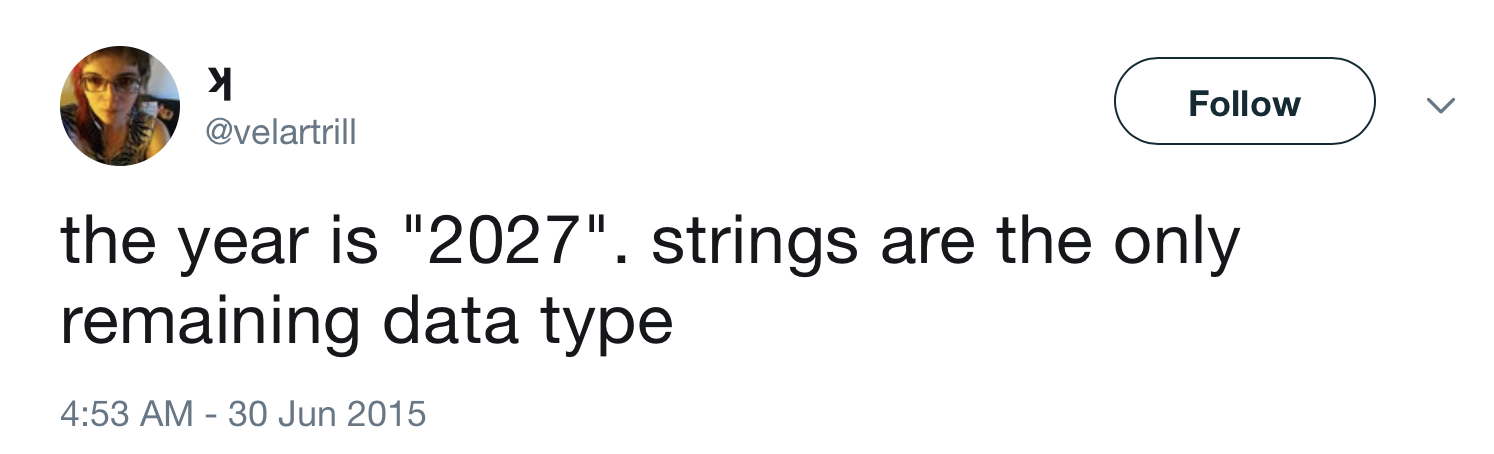 ʞ
@velartrill
Follow
the year is "2027". strings are the only
remaining data type
4:53 AM - 30 Jun 2015